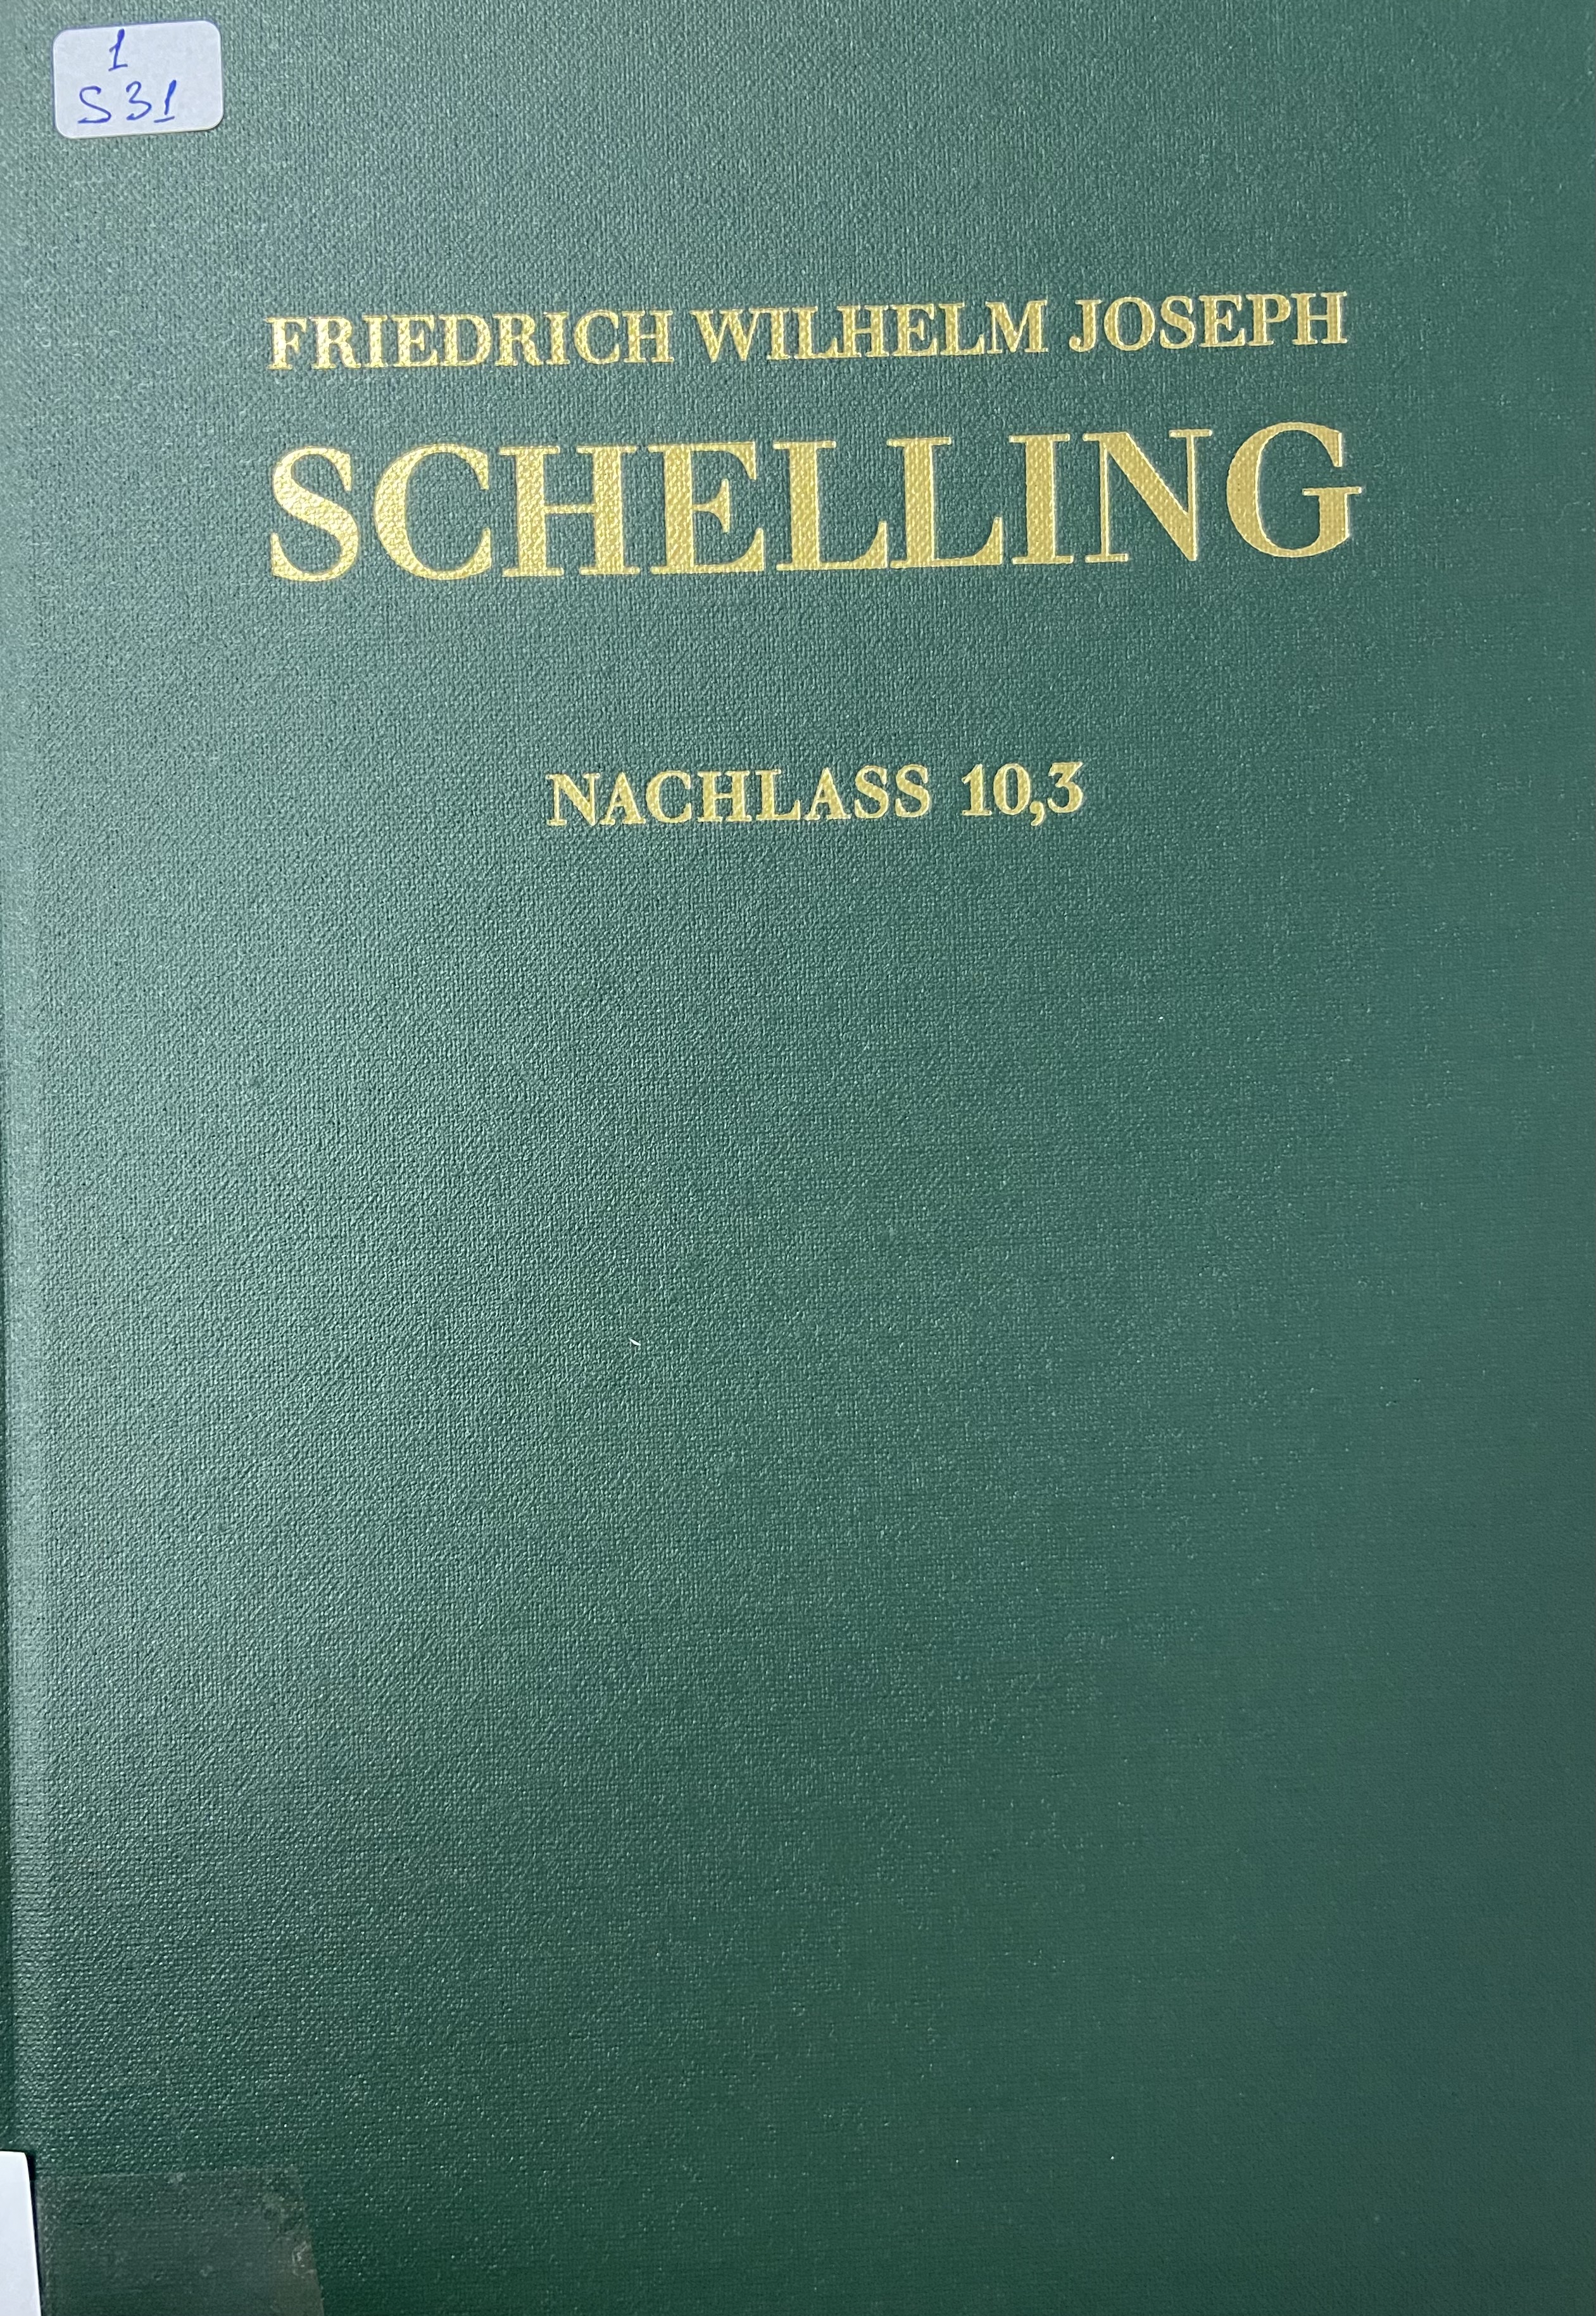 1
S31
FRIEDRICH WILHELM JOSEPH
SCHELLING
NACHLASS 10,3